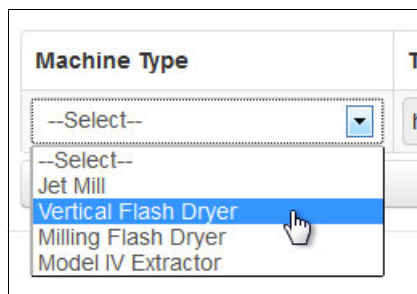 Machine Type
--Select--
--Select--
Jet Mill
Vertical Flash Dryer
Milling Flash Dryer
Model IV Extractor